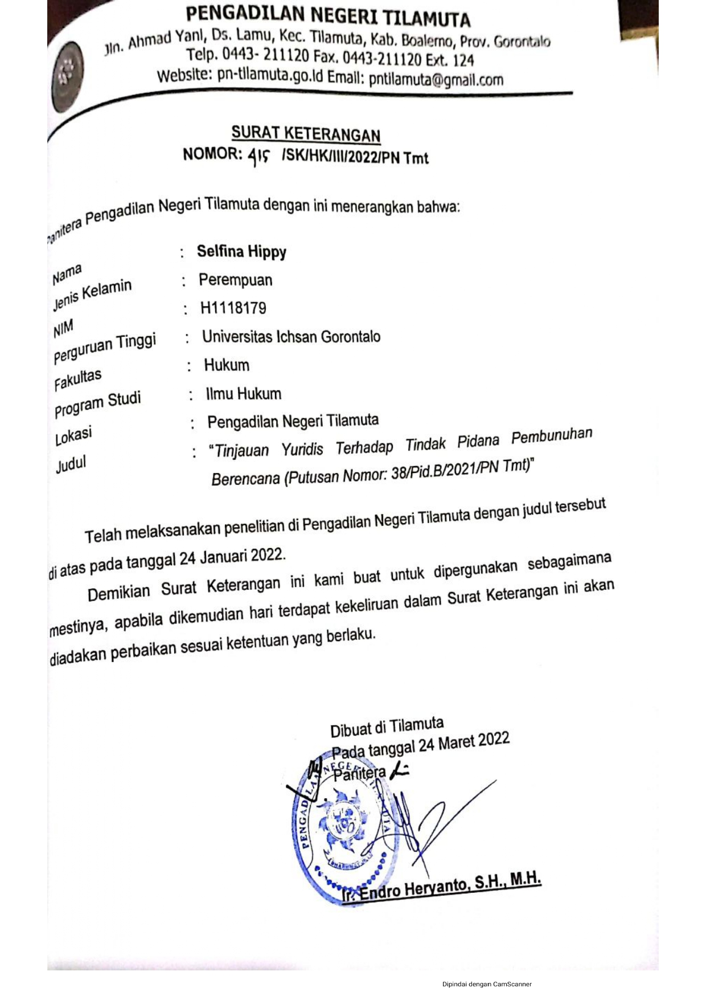 PENGADILAN NEGERI TILAMUTA
Jln. Ahmad Yani, Ds. Lamu, Kec. Tilamuta, Kab. Boalemo, Prov. Gorontalo
Telp. 0443- 211120 Fax. 0443-211120 Ext. 124
Website: pn-tilamuta.go.id Email: pntilamuta@gmail.com
SURAT KETERANGAN
NOMOR: 415 /SK/HK/III/2022/PN Tmt
Panitera Pengadilan Negeri Tilamuta dengan ini menerangkan bahwa:
Nama : Selfina Hippy
Jenis Kelamin : Perempuan
NIM : H1118179
Perguruan Tinggi : Universitas Ichsan Gorontalo
Fakultas : Hukum
Program Studi : Ilmu Hukum
Lokasi : Pengadilan Negeri Tilamuta
Judul : “Tinjauan Yuridis Terhadap Tindak Pidana Pembunuhan
Berencana (Putusan Nomor: 38/Pid.B/2021/PN Tmt)”
Telah melaksanakan penelitian di Pengadilan Negeri Tilamuta dengan judul tersebut
di atas pada tanggal 24 Januari 2022.
Demikian Surat Keterangan ini kami buat untuk dipergunakan sebagaimana
mestinya, apabila dikemudian hari terdapat kekeliruan dalam Surat Keterangan ini akan
diadakan perbaikan sesuai ketentuan yang berlaku.
Dibuat di Tilamuta
Pada tanggal 24 Maret 2022
Panitera
PENGADILAN NEGERI TILAMUTA
Ir. Endro Heryanto, S.H., M.H.
Dipindai dengan CamScanner